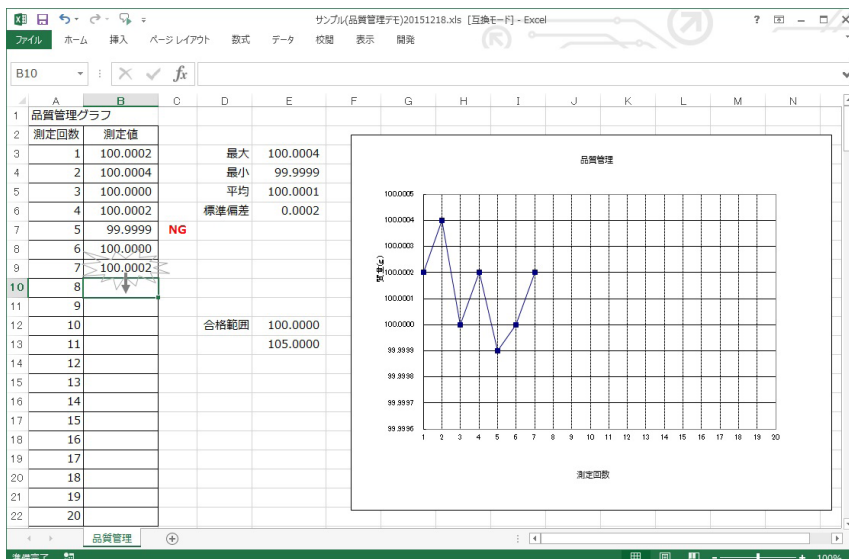 サンプル(品質管理デモ)20151218.xls [互換モード] - Excel
ファイル ホーム 挿入 ページ レイアウト 数式 データ 校閲 表示 開発
B10 fx
A B C D E F G H I J K L M N
1 品質管理グラフ
2 測定回数 測定値
3 1 100.0002 最大 100.0004
4 2 100.0004 最小 99.9999
5 3 100.0000 平均 100.0001
6 4 100.0002 標準偏差 0.0002
7 5 99.9999 NG
8 6 100.0000
9 7 100.0002
10 8
11 9
12 10 合格範囲 100.0000
13 11 105.0000
14 12
15 13
16 14
17 15
18 16
19 17
20 18
21 19
22 20
品質管理
質量(g)
100.0005
100.0004
100.0003
100.0002
100.0001
100.0000
99.9999
99.9998
99.9997
99.9996
1 2 3 4 5 6 7 8 9 10 11 12 13 14 15 16 17 18 19 20
測定回数
品質管理
準備完了 100%